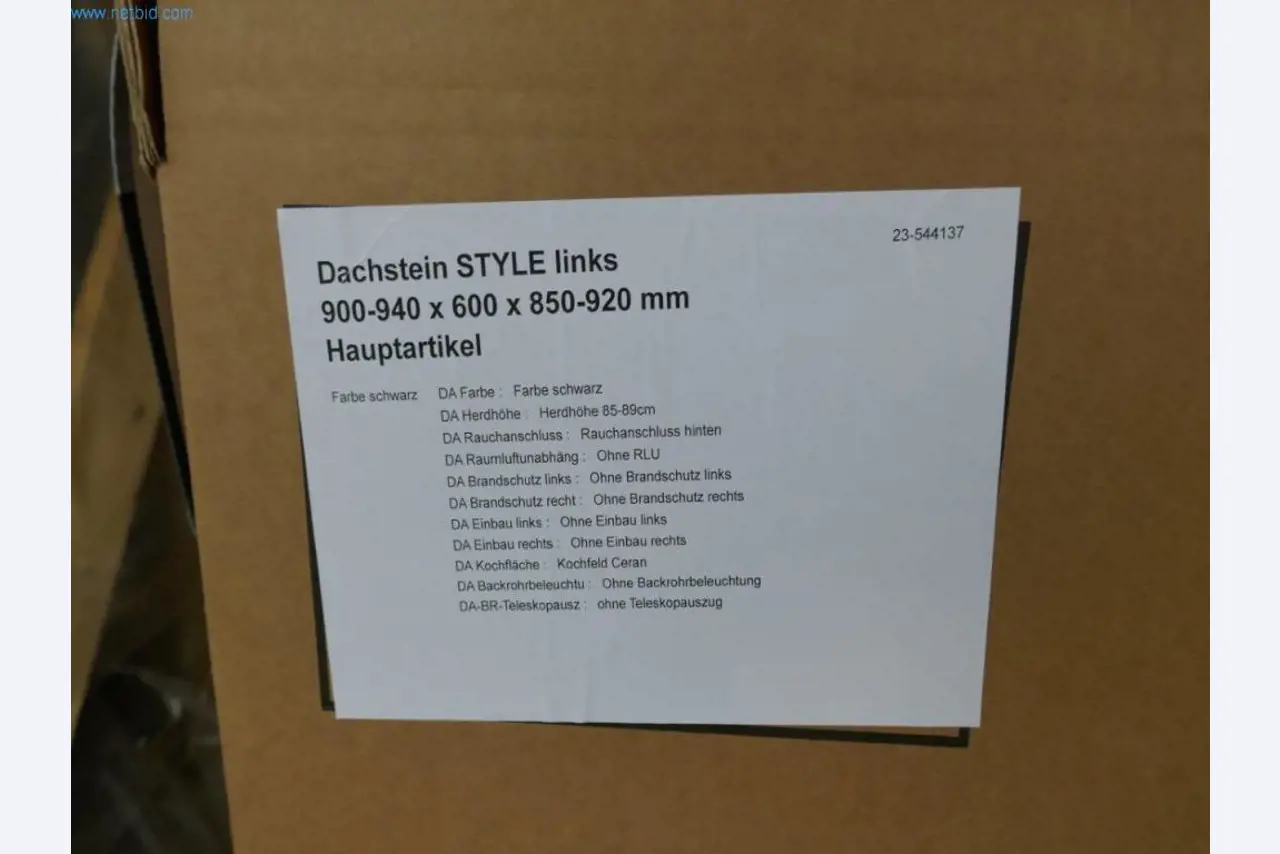 www.netbid.com
23-544137
Dachstein STYLE links
900-940 x 600 x 850-920 mm
Hauptartikel
Farbe schwarz DA Farbe : Farbe schwarz
DA Herdhöhe : Herdhöhe 85-89cm
DA Rauchanschluss : Rauchanschluss hinten
DA Raumluftunabhäng : Ohne RLU
DA Brandschutz links : Ohne Brandschutz links
DA Brandschutz recht : Ohne Brandschutz rechts
DA Einbau links : Ohne Einbau links
DA Einbau rechts : Ohne Einbau rechts
DA Kochfläche : Kochfeld Ceran
DA Backrohrbeleuchtu : Ohne Backrohrbeleuchtung
DA-BR-Teleskopausz : ohne Teleskopauszug